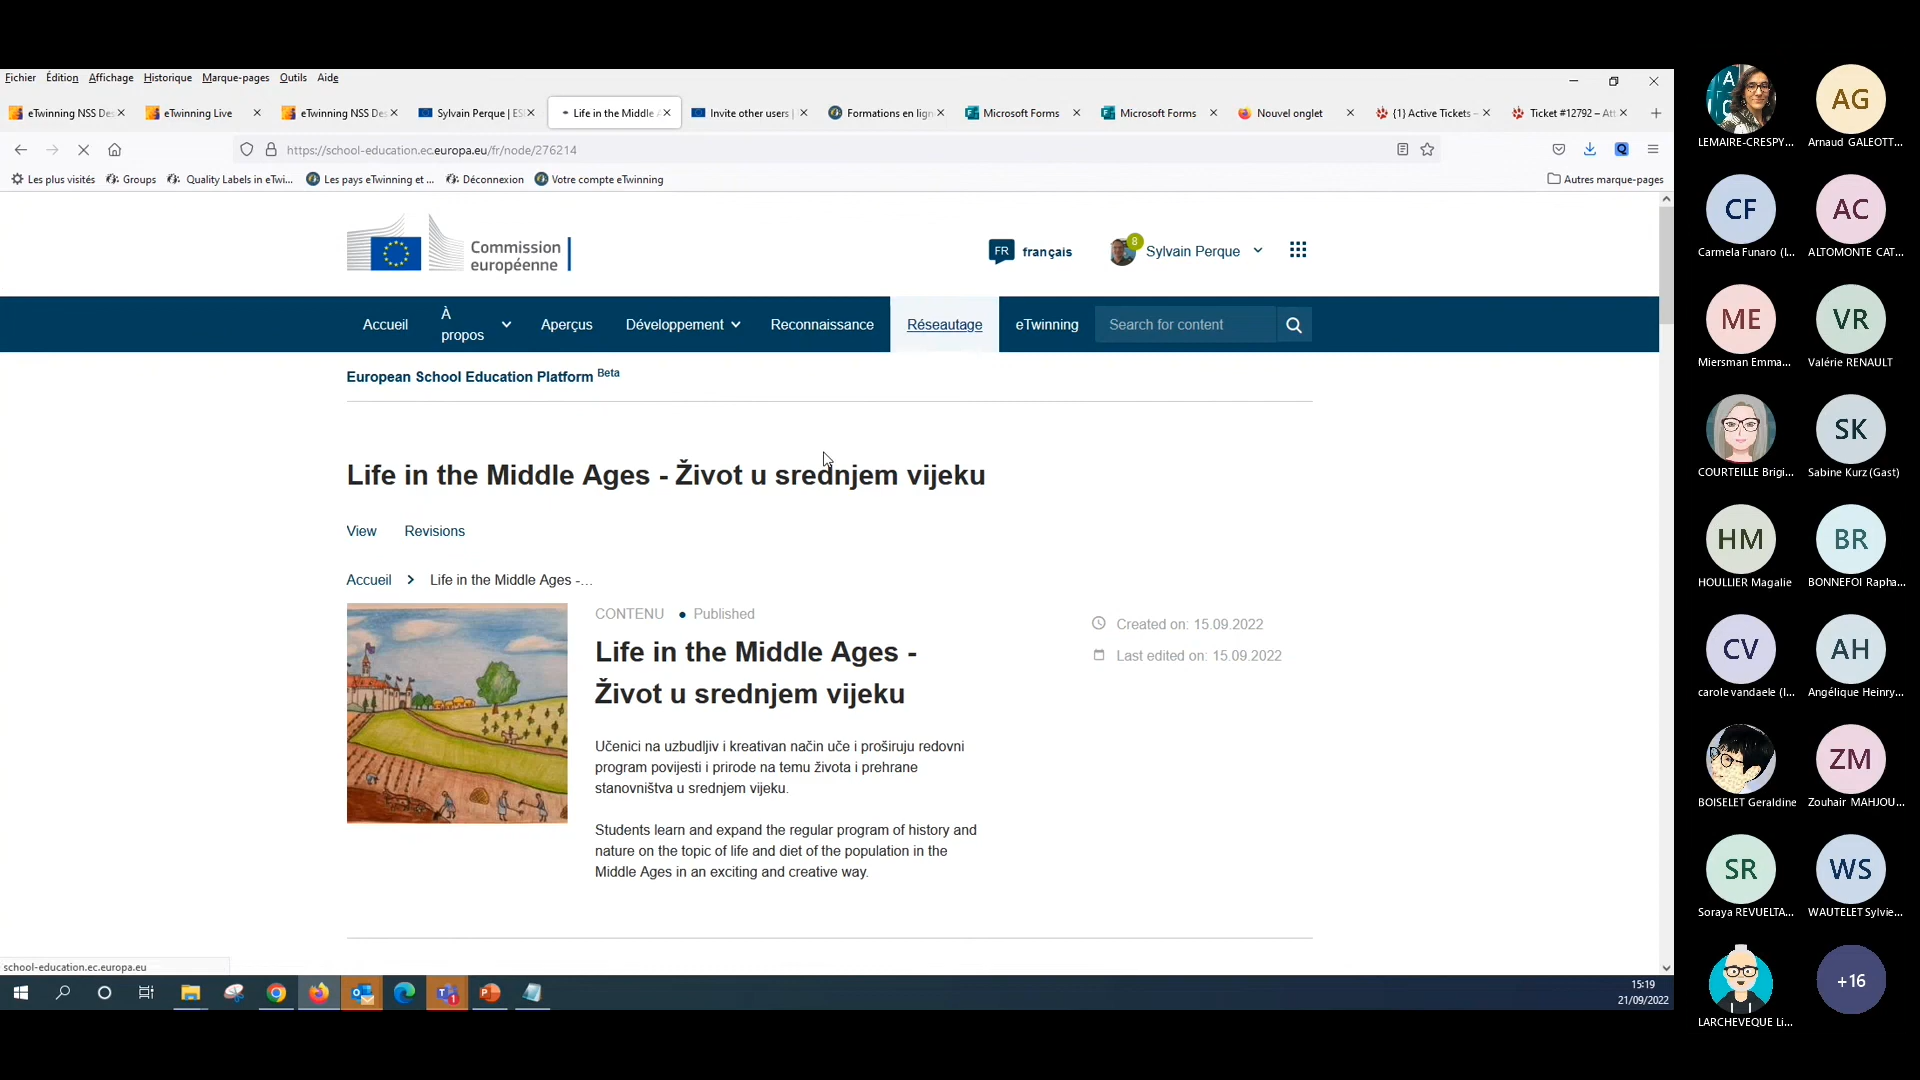 Fichier Édition Affichage Historique Marque-pages Outils Aide
eTwinning NSS De
eTwinning Live
eTwinning NSS De
Sylvain Perque | ES
Life in the Middle
Invite other users |
Formations en lign
Microsoft Forms
Microsoft Forms
Nouvel onglet
{1} Active Tickets -
Ticket #12792 – Att
https://school-education.ec.europa.eu/fr/node/276214
Les plus visités
Groups
Quality Labels in eTwi...
Les pays eTwinning et ...
Déconnexion
Votre compte eTwinning
Autres marque-pages
Commission
européenne
FR français
8
Sylvain Perque
Accueil
À
propos
Aperçus
Développement
Reconnaissance
Réseautage
eTwinning
Search for content
European School Education Platform Beta
Life in the Middle Ages - Život u srednjem vijeku
View Revisions
Accueil Life in the Middle Ages -...
CONTENU • Published
Life in the Middle Ages -
Život u srednjem vijeku
Created on: 15.09.2022
Last edited on: 15.09.2022
Učenici na uzbudljiv i kreativan način uče i proširuju redovni
program povijesti i prirode na temu života i prehrane
stanovništva u srednjem vijeku.
Students learn and expand the regular program of history and
nature on the topic of life and diet of the population in the
Middle Ages in an exciting and creative way.
school-education.ec.europa.eu
15:19
21/09/2022
LEMAIRE-CRESPY...
AG
Arnaud GALEOTT...
CF
Carmela Funaro (I...
AC
ALTOMONTE CAT...
ME
Miersman Emma...
VR
Valérie RENAULT
COURTEILLE Brigi...
SK
Sabine Kurz (Gast)
HM
HOULLIER Magalie
BR
BONNEFOI Rapha...
CV
carole vandaele (I...
AH
Angélique Heinry...
BOISELET Geraldine
ZM
Zouhair MAHJOU...
SR
Soraya REVUELTA...
WS
WAUTELET Sylvie...
LARCHEVEQUE Li...
+16